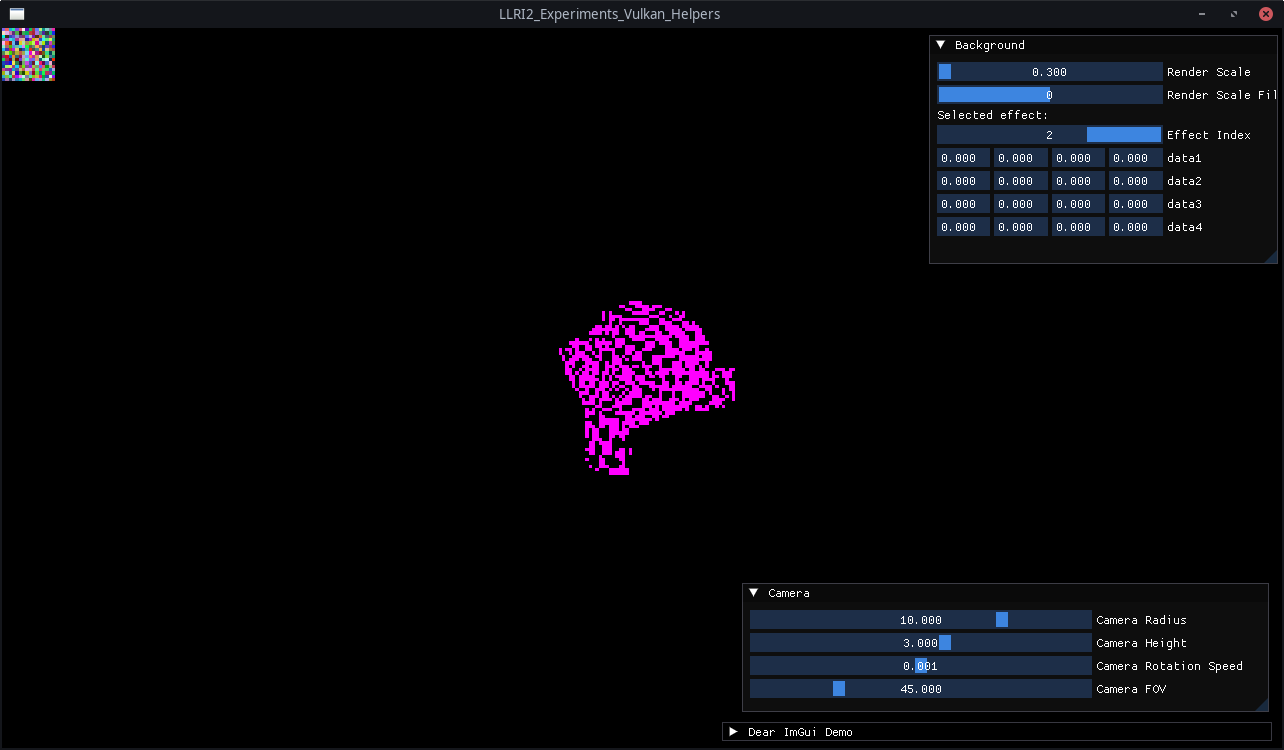 LLRI2_Experiments_Vulkan_Helpers
Background
0.300 Render Scale
0 Render Scale Fil
Selected effect:
2 Effect Index
0.000 0.000 0.000 0.000 data1
0.000 0.000 0.000 0.000 data2
0.000 0.000 0.000 0.000 data3
0.000 0.000 0.000 0.000 data4
Camera
10.000 Camera Radius
3.000 Camera Height
0.001 Camera Rotation Speed
45.000 Camera FOV
Dear ImGui Demo